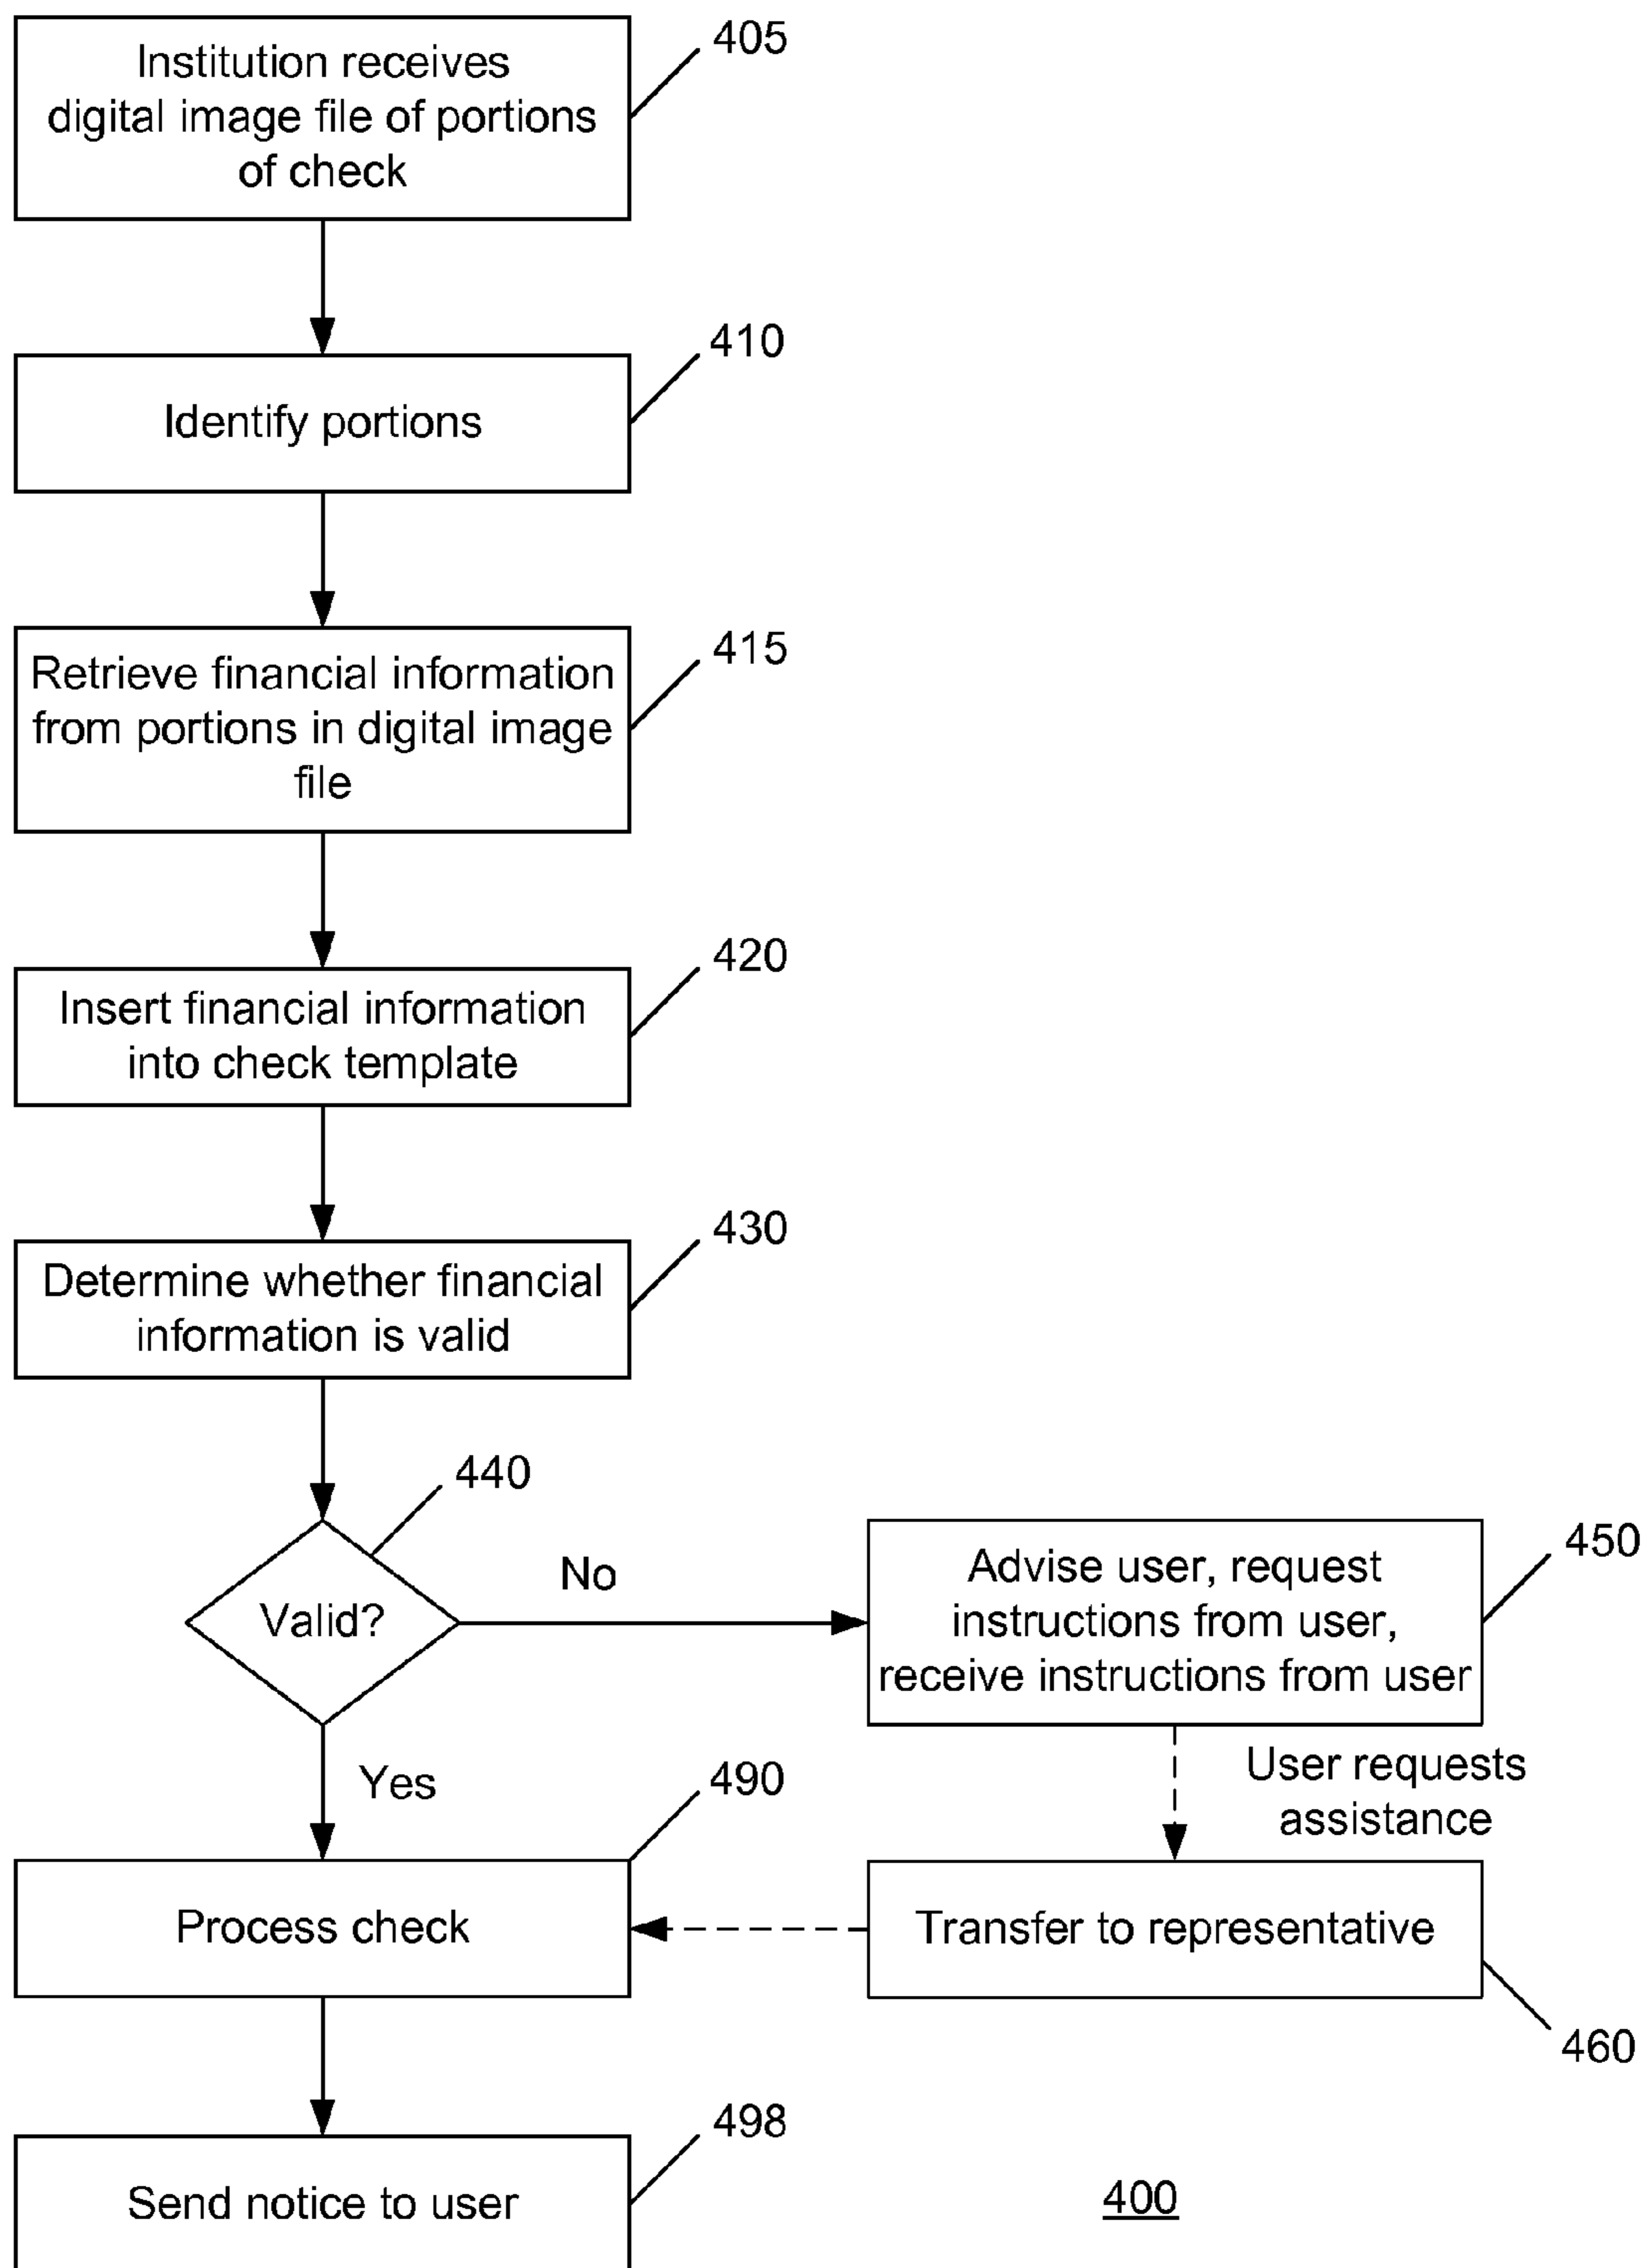 Institution receives
digital image file of portions
of check
405
Identify portions
410
Retrieve financial information
from portions in digital image
file
415
Insert financial information
into check template
420
Determine whether financial
information is valid
430
440
Valid?
No
Advise user, request
instructions from user,
receive instructions from user
450
Yes
User requests
assistance
490
Process check
Transfer to representative
460
498
Send notice to user
400